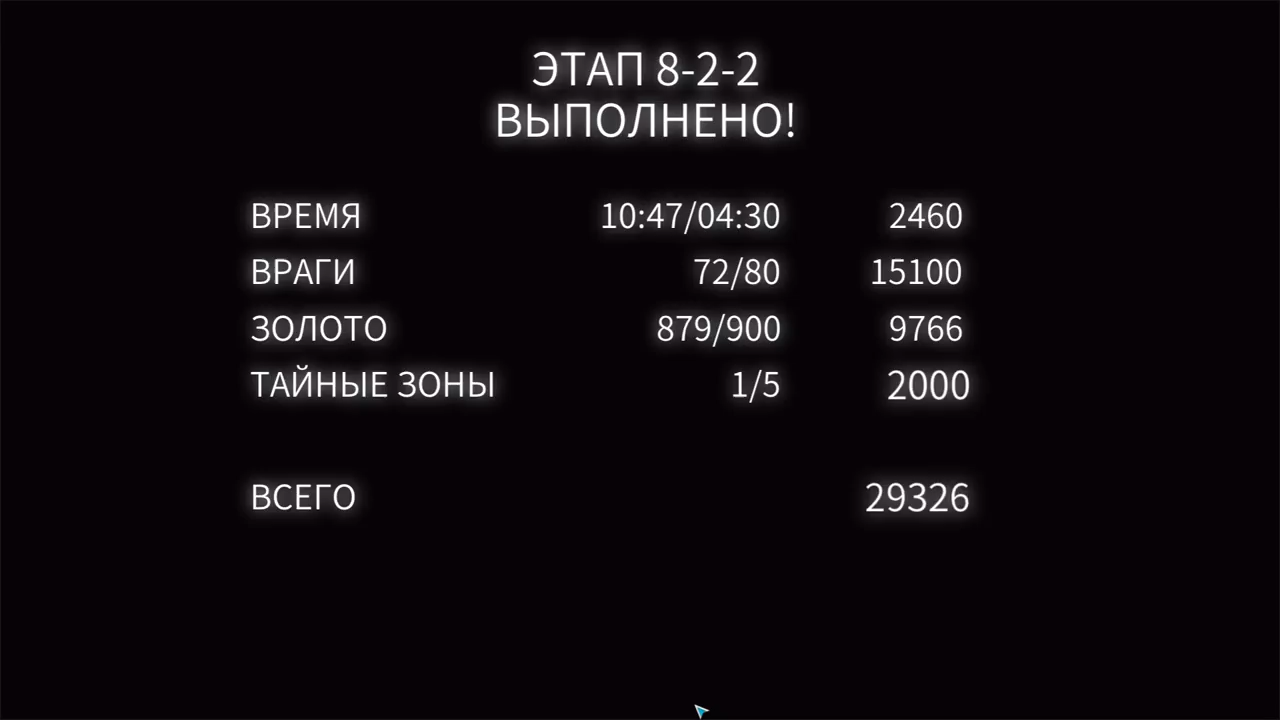 ЭТАП 8-2-2
ВЫПОЛНЕНО!
ВРЕМЯ 10:47/04:30 2460
ВРАГИ 72/80 15100
ЗОЛОТО 879/900 9766
ТАЙНЫЕ ЗОНЫ 1/5 2000
ВСЕГО 29326